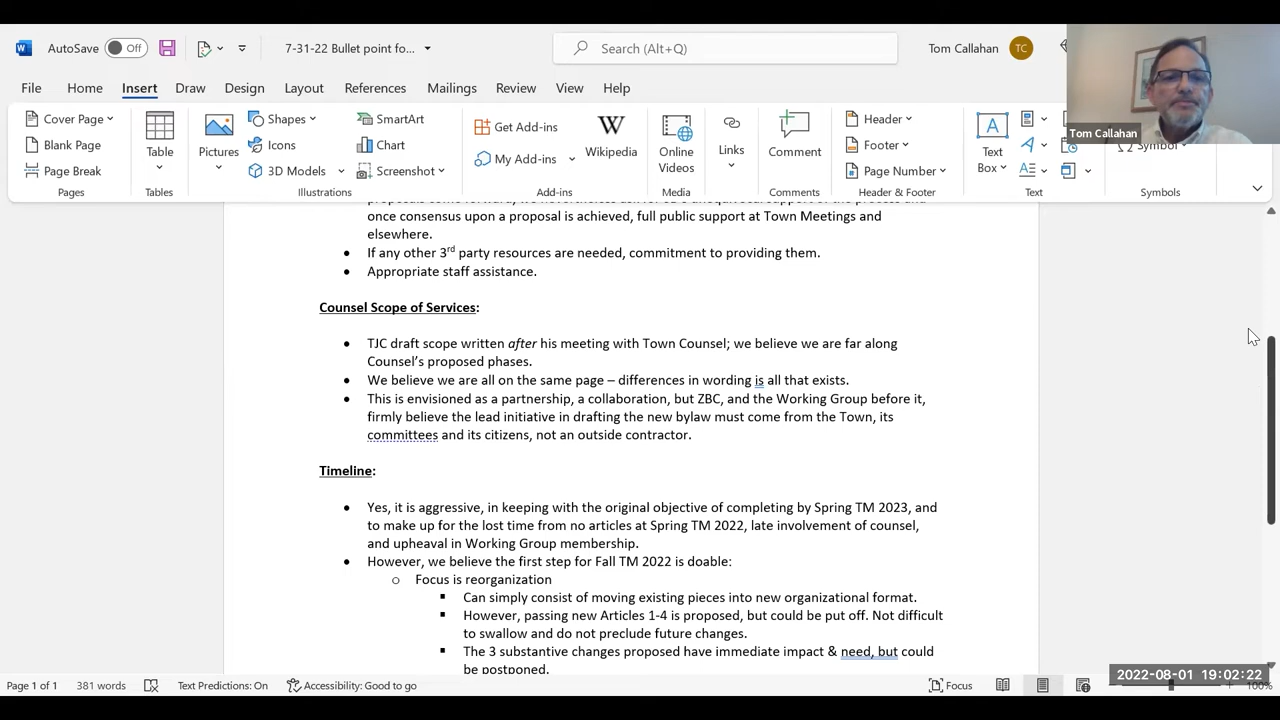 AutoSave Off 7-31-22 Bullet point fo... Search (Alt+Q) Tom Callahan TC
File Home Insert Draw Design Layout References Mailings Review View Help
Cover Page
Blank Page
Page Break
Pages
Table
Tables
Pictures
Shapes
Icons
3D Models
SmartArt
Chart
Screenshot
Illustrations
Get Add-ins
My Add-ins
Wikipedia
Add-ins
Online
Videos
Media
Links
Comment
Comments
Header
Footer
Page Number
Header & Footer
Text
Box
Text
Symbol
Symbols
Tom Callahan
once consensus upon a proposal is achieved, full public support at Town Meetings and
elsewhere.
If any other 3rd party resources are needed, commitment to providing them.
Appropriate staff assistance.
Counsel Scope of Services:
TJC draft scope written after his meeting with Town Counsel; we believe we are far along
Counsel's proposed phases.
We believe we are all on the same page – differences in wording is all that exists.
This is envisioned as a partnership, a collaboration, but ZBC, and the Working Group before it,
firmly believe the lead initiative in drafting the new bylaw must come from the Town, its
committees and its citizens, not an outside contractor.
Timeline:
Yes, it is aggressive, in keeping with the original objective of completing by Spring TM 2023, and
to make up for the lost time from no articles at Spring TM 2022, late involvement of counsel,
and upheaval in Working Group membership.
However, we believe the first step for Fall TM 2022 is doable:
Focus is reorganization
Can simply consist of moving existing pieces into new organizational format.
However, passing new Articles 1-4 is proposed, but could be put off. Not difficult
to swallow and do not preclude future changes.
The 3 substantive changes proposed have immediate impact & need, but could
be postponed.
Page 1 of 1 381 words Text Predictions: On Accessibility: Good to go Focus 100%
2022-08-01 19:02:22